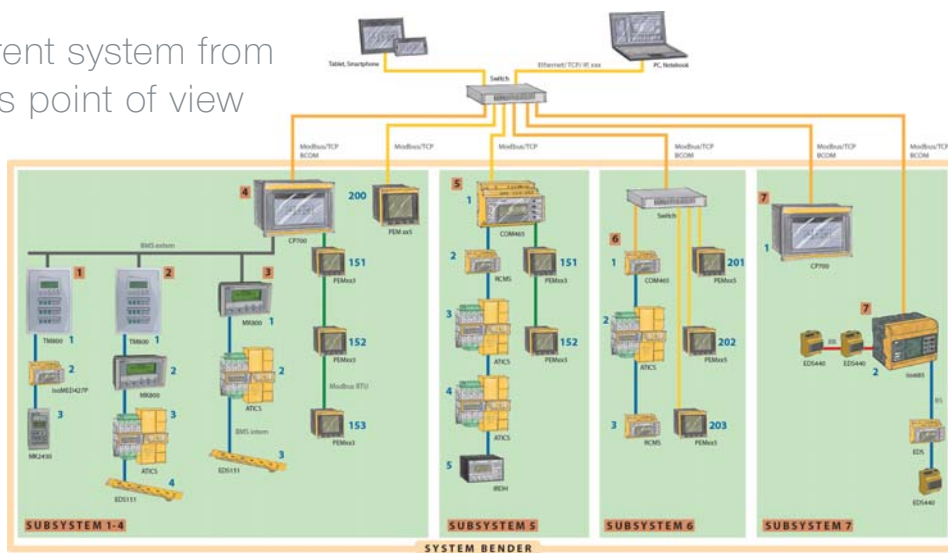 rent system from
s point of view
Tablet, Smartphone
Ethernet/ TCP/ IP, xxx
PC, Notebook
Switch
Modbus/TCP
BCOM
Modbus/TCP
Modbus/TCP
Modbus/TCP
BCOM
Modbus/TCP
BCOM
Modbus/TCP
BCOM
4
CP700
200
PEM xx5
BMS extern
1
TM800
1
2
isoMED427P
3
MK2430
2
TM800
1
2
MK800
3
ATICS
4
EDS151
3
MK800
1
2
ATICS
BMS intern
3
EDS151
151
PEMxx3
152
PEMxx3
Modbus RTU
153
PEMxx3
SUBSYSTEM 1-4
5
1
COM465
2
RCMS
3
ATICS
4
ATICS
5
IRDH
151
PEMxx3
152
PEMxx3
SUBSYSTEM 5
Switch
6
1
COM465
2
ATICS
3
RCMS
201
PEMxx5
202
PEMxx5
203
PEMxx5
SUBSYSTEM 6
7
1
CP700
7
2
iso685
EDS440
EDS440
BB
BS
EDS
EDS440
SUBSYSTEM 7
SYSTEM BENDER